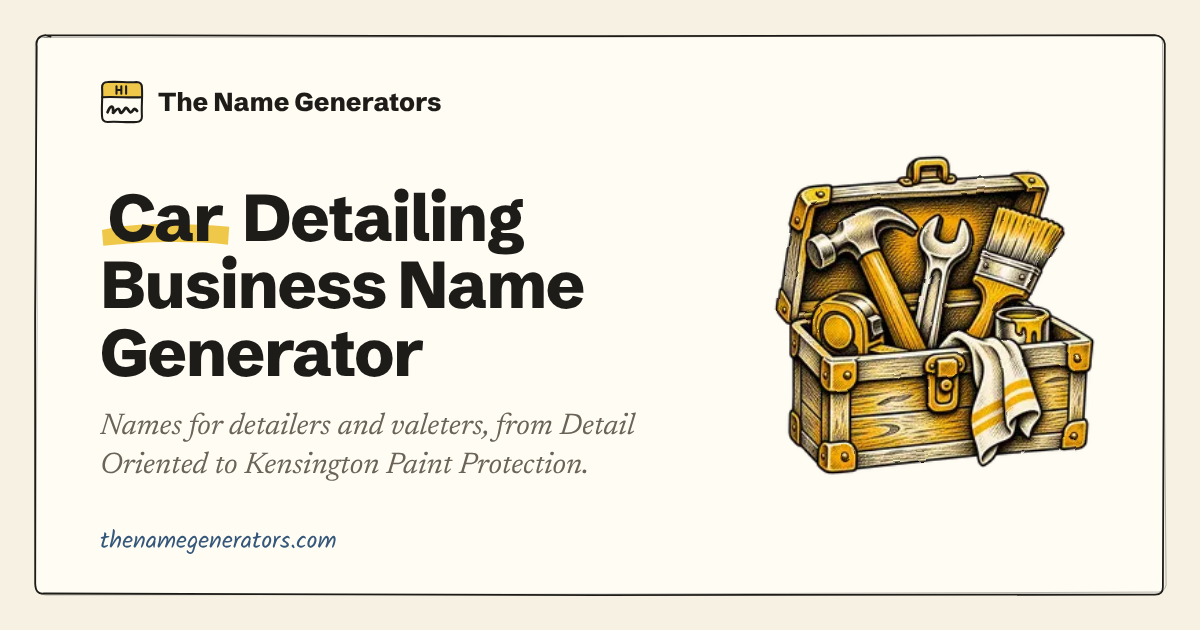 HI
The Name Generators
Car Detailing
Business Name
Generator
Names for detailers and valeters, from Detail
Oriented to Kensington Paint Protection.
thenamegenerators.com